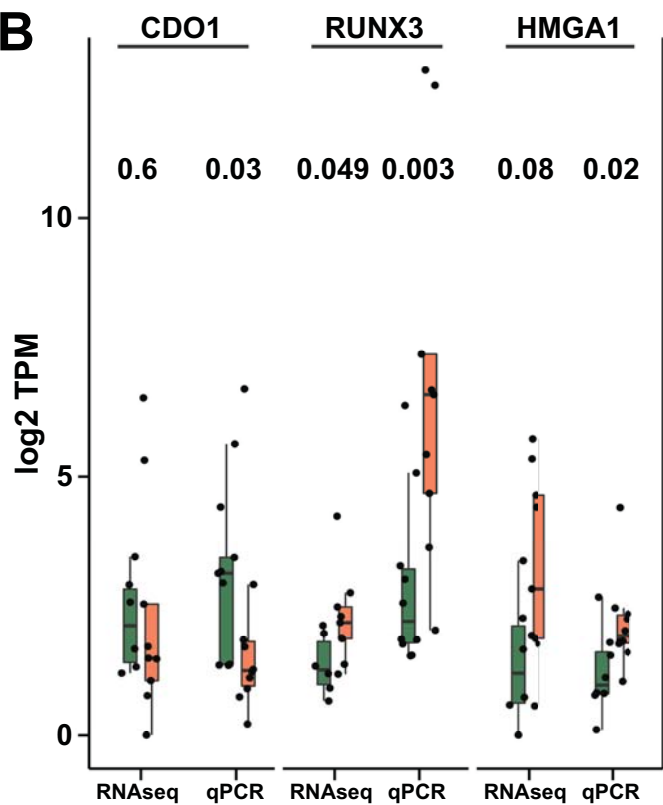 B
CDO1 RUNX3 HMGA1
0.6 0.03 0.049 0.003 0.08 0.02
10
5
0
log2 TPM
RNAseq qPCR RNAseq qPCR RNAseq qPCR